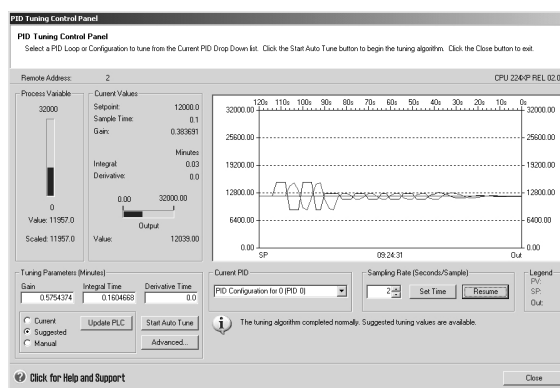 PID Tuning Control Panel
PID Tuning Control Panel
Select a PID Loop or Configuration to tune from the Current PID Drop Down list. Click the Start Auto Tune button to begin the tuning algorithm. Click the Close button to exit.
Remote Address: 2 CPU 224XP REL 02.0
Process Variable
32000
0
Value: 11957.0
Scaled: 11957.0
Current Values
Setpoint: 12000.0
Sample Time: 0.1
Gain: 0.383691
Minutes
Integral: 0.03
Derivative: 0.0
0.00 32000.00
Output
Value: 12039.00
120s 110s 100s 90s 80s 70s 60s 50s 40s 30s 20s 10s 0s
32000.00 32000.00
25600.00 25600.00
19200.00 19200.00
12800.00 12800.00
6400.00 6400.00
0.00 0.00
SP 09:24:31 Out
Tuning Parameters (Minutes)
Gain Integral Time Derivative Time
0.5754374 0.1604668 0.0
Current
Suggested
Manual
Update PLC
Start Auto Tune
Advanced...
Current PID
PID Configuration for 0 (PID 0)
Sampling Rate (Seconds/Sample)
2 Set Time Resume
Legend
PV:
SP:
Out:
The tuning algorithm completed normally. Suggested tuning values are available.
Click for Help and Support
Close